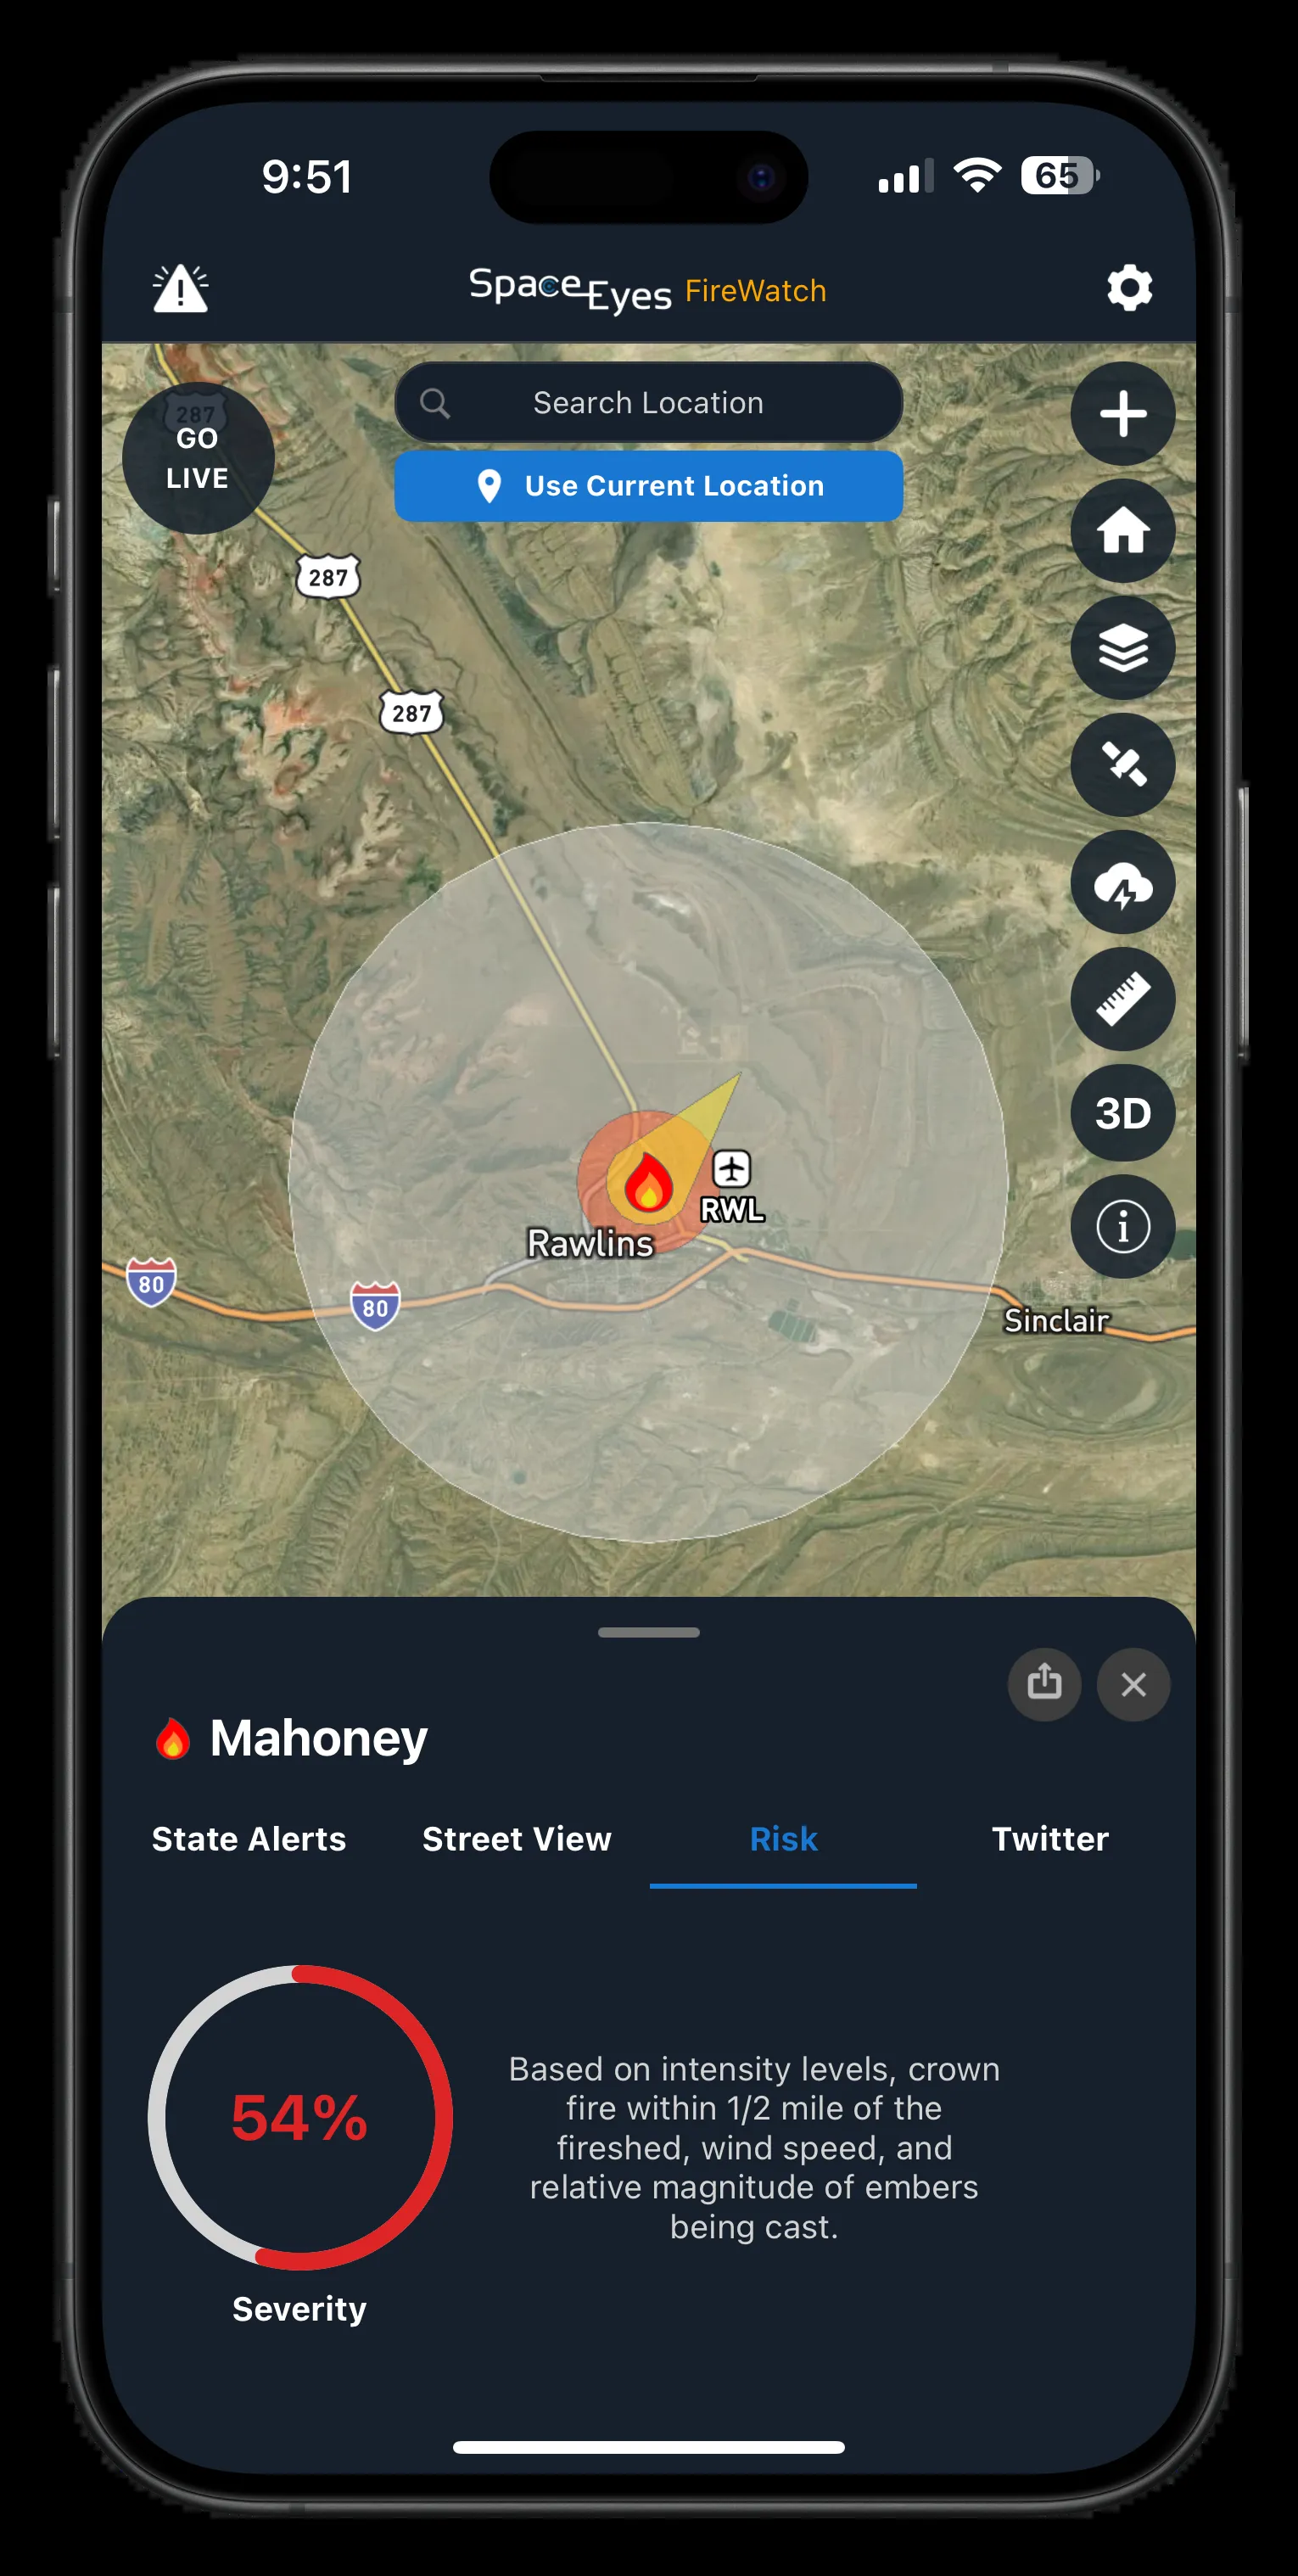 9:51
65
Space Eyes FireWatch
Search Location
287
GO
LIVE
Use Current Location
287
287
3D
RWL
Rawlins
80
80
Sinclair
Mahoney
State Alerts Street View Risk Twitter
54%
Based on intensity levels, crown
fire within 1/2 mile of the
fireshed, wind speed, and
relative magnitude of embers
being cast.
Severity